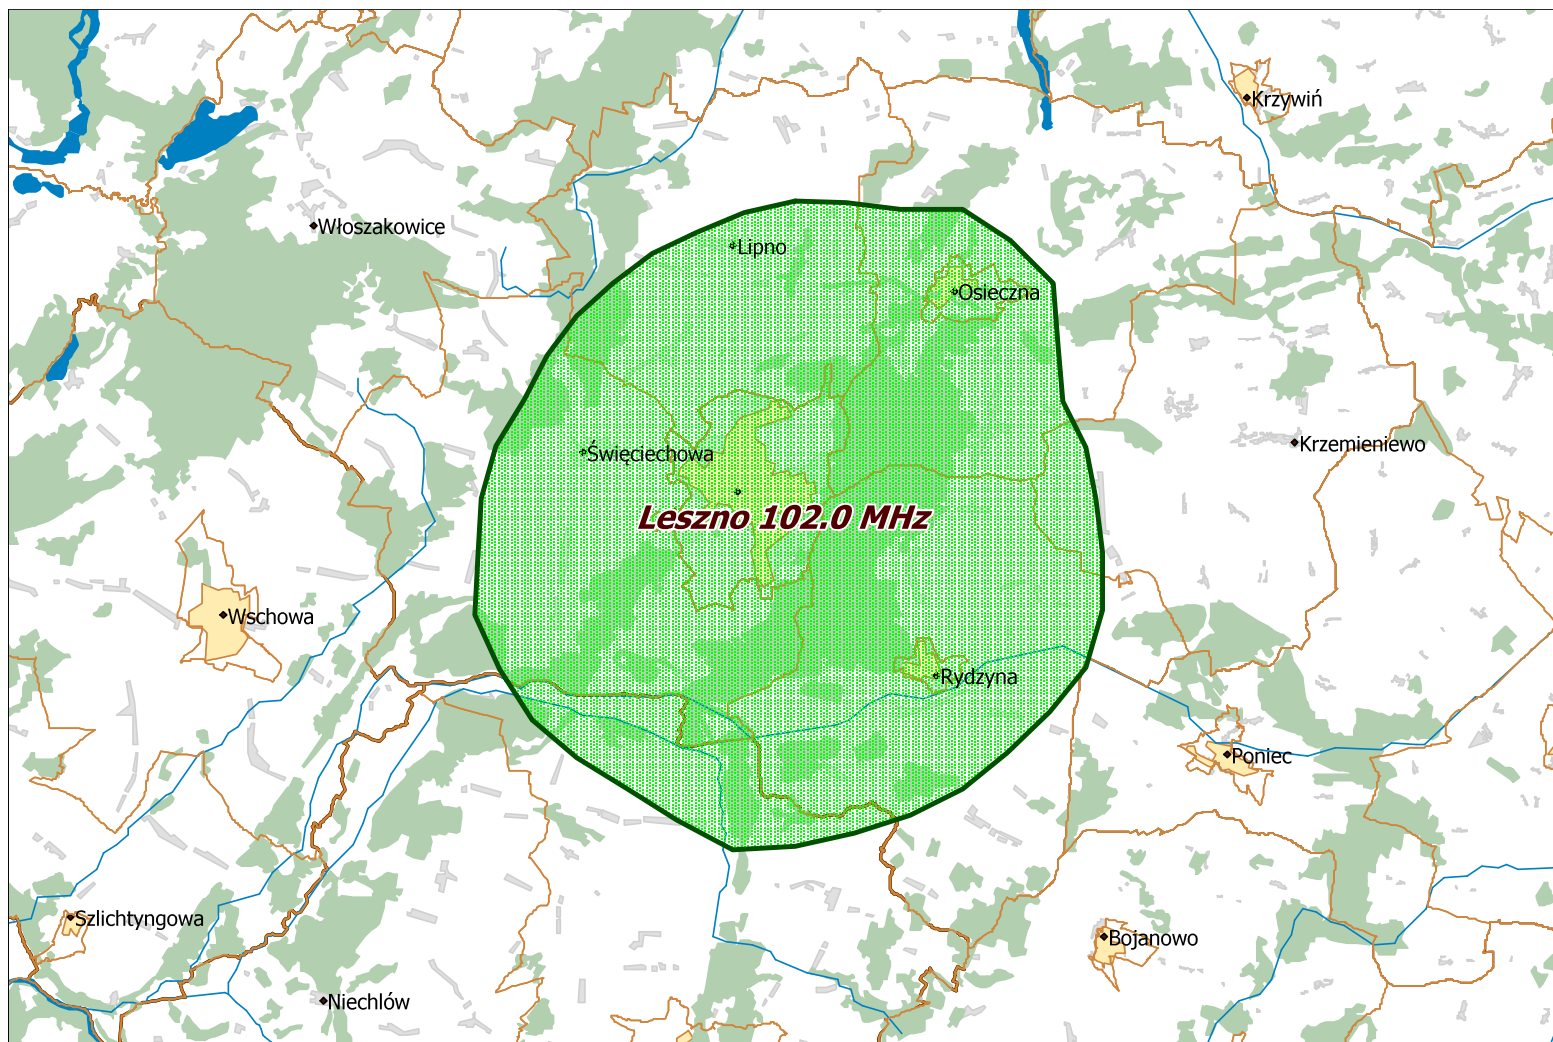 Krzywiń
Włoszakowice
Lipno
Osieczna
Krzemieniewo
Święciechowa
Leszno 102.0 MHz
Wschowa
Rydzyna
Poniec
Szlichtyngowa
Bojanowo
Niechlów